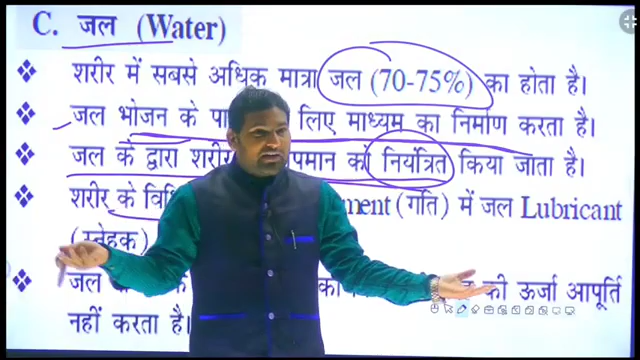 C. जल (Water)
शरीर में सबसे अधिक मात्रा जल (70-75%) का होता है।
जल भोजन के पा लिए माध्यम का निर्माण करता है।
जल के द्वारा शरीर पमान को नियंत्रित किया जाता है।
शरीर के विि ment (गति) में जल Lubricant
(स्नेहक)
जल की ऊर्जा आपूर्ति
नहीं करता है।